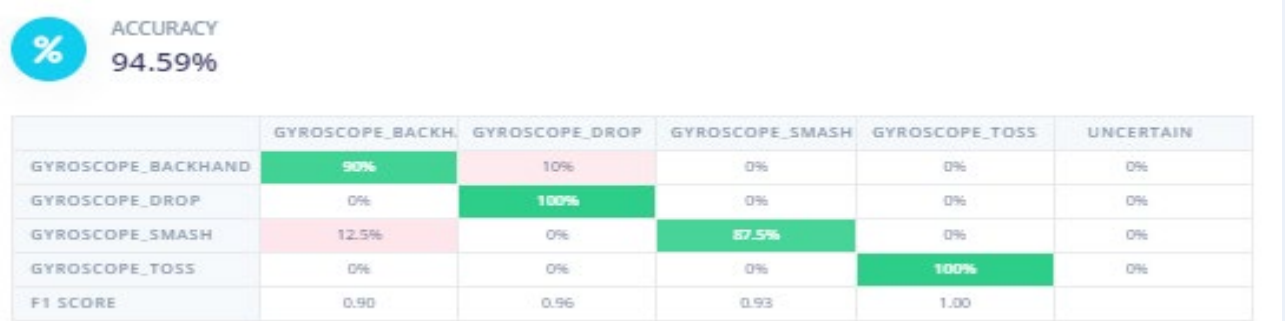 %
ACCURACY
94.59%
GYROSCOPE_BACKH. GYROSCOPE_DROP GYROSCOPE_SMASH GYROSCOPE_TOSS UNCERTAIN
GYROSCOPE_BACKHAND 90% 10% 0% 0% 0%
GYROSCOPE_DROP 0% 100% 0% 0% 0%
GYROSCOPE_SMASH 12.5% 0% 87.5% 0% 0%
GYROSCOPE_TOSS 0% 0% 0% 100% 0%
F1 SCORE 0.90 0.96 0.93 1.00